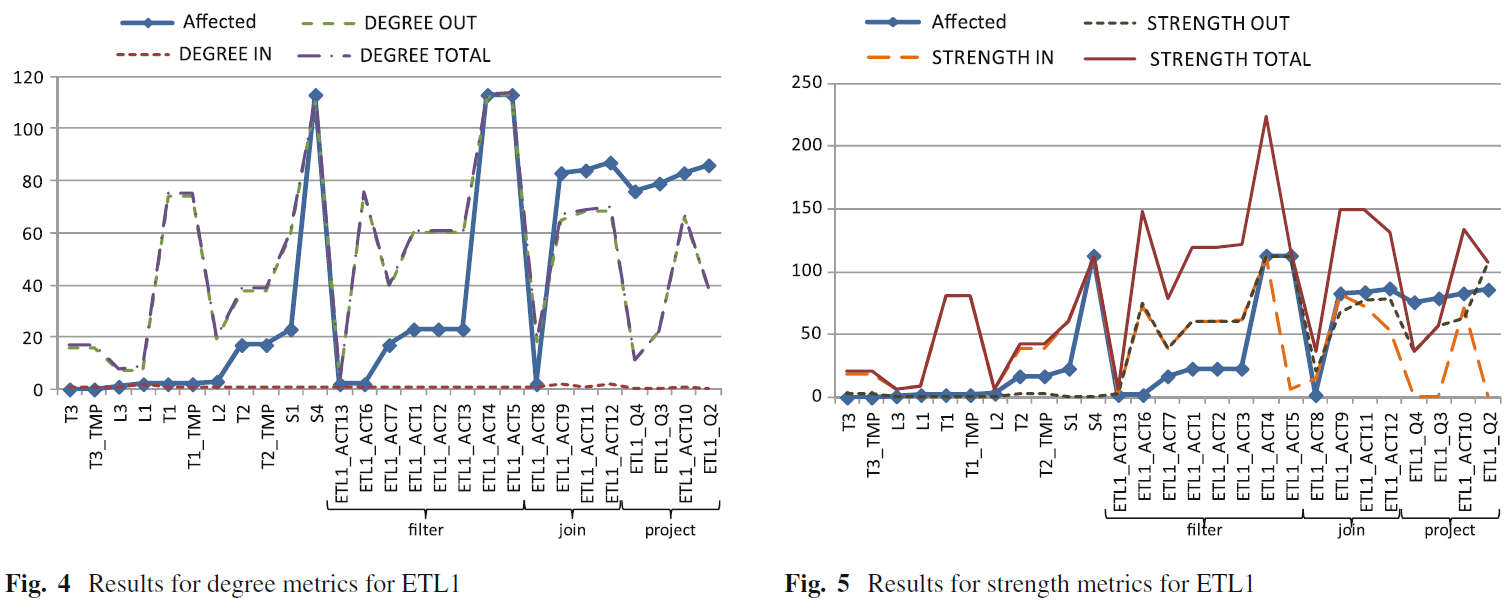 Affected
DEGREE OUT
DEGREE IN
DEGREE TOTAL
120
100
80
60
40
20
0
T3
T3_TMP
L3
L1
T1
T1_TMP
L2
T2
T2_TMP
S1
S4
ETL1_ACT13
ETL1_ACT6
ETL1_ACT7
ETL1_ACT1
ETL1_ACT2
ETL1_ACT3
ETL1_ACT4
ETL1_ACT5
ETL1_ACT8
ETL1_ACT9
ETL1_ACT11
ETL1_ACT12
ETL1_Q4
ETL1_Q3
ETL1_ACT10
ETL1_Q2
filter
join
project
Fig. 4 Results for degree metrics for ETL1
Affected
STRENGTH OUT
STRENGTH IN
STRENGTH TOTAL
250
200
150
100
50
0
T3
T3_TMP
L3
L1
T1
T1_TMP
L2
T2
T2_TMP
S1
S4
ETL1_ACT13
ETL1_ACT6
ETL1_ACT7
ETL1_ACT1
ETL1_ACT2
ETL1_ACT3
ETL1_ACT4
ETL1_ACT5
ETL1_ACT8
ETL1_ACT9
ETL1_ACT11
ETL1_ACT12
ETL1_Q4
ETL1_Q3
ETL1_ACT10
ETL1_Q2
filter
join
project
Fig. 5 Results for strength metrics for ETL1